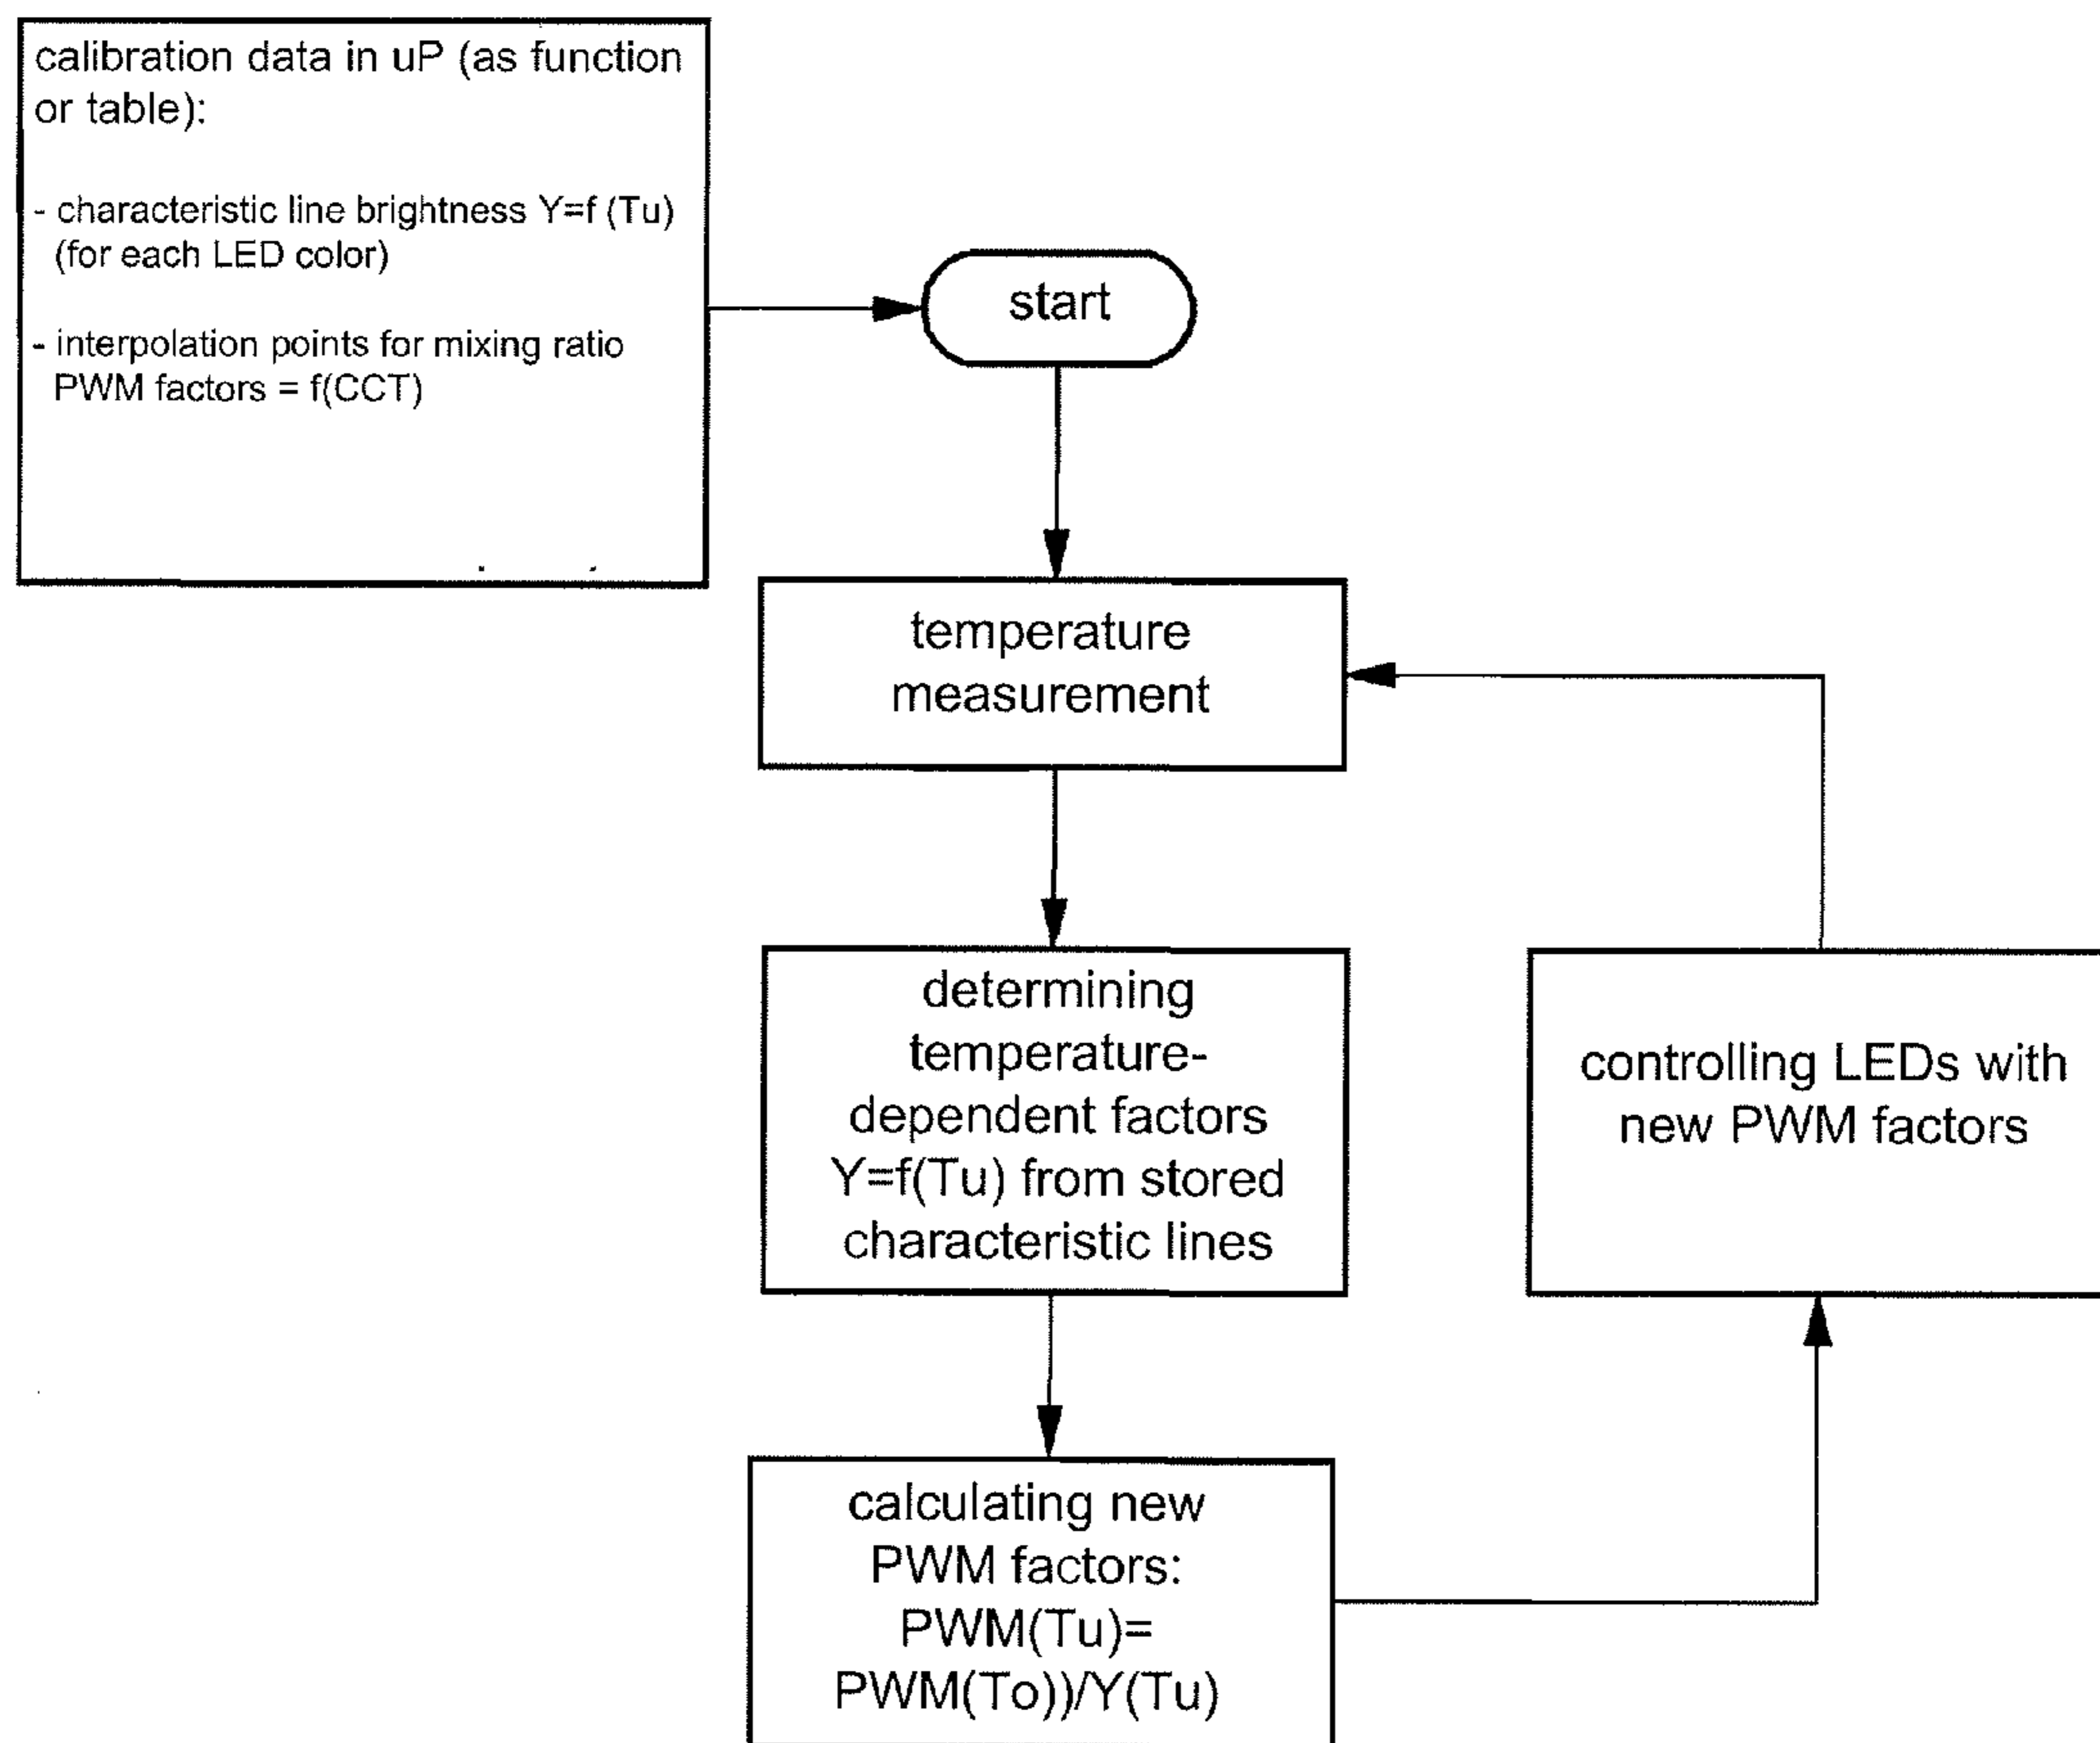 calibration data in uP (as function
or table):
- characteristic line brightness Y=f (Tu)
(for each LED color)
- interpolation points for mixing ratio
PWM factors = f(CCT)
start
temperature
measurement
determining
temperature-
dependent factors
Y=f(Tu) from stored
characteristic lines
controlling LEDs with
new PWM factors
calculating new
PWM factors:
PWM(Tu)=
PWM(To))/Y(Tu)